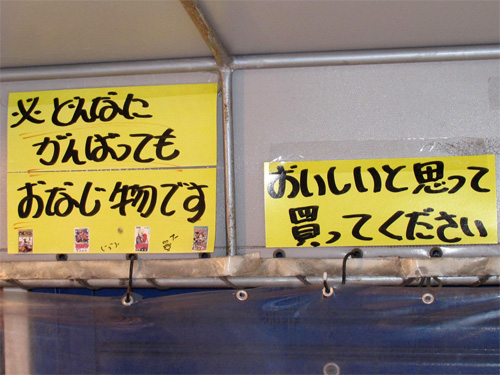 ※どんなに
がんばっても
おなじ物です
おいしいと思って
買ってください